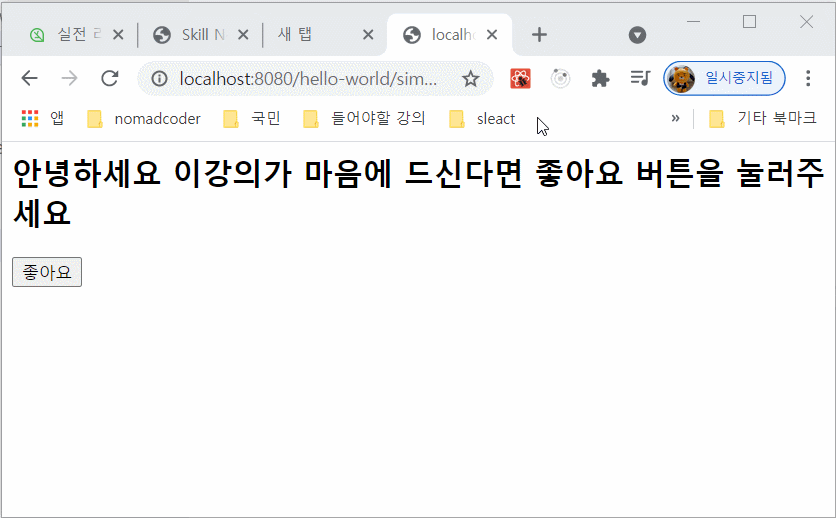 실전 리
Skill N
새 탭
localho
localhost:8080/hello-world/sim...
일시중지됨
앱
nomadcoder
국민
들어야할 강의
sleact
»
기타 북마크
안녕하세요 이강의가 마음에 드신다면 좋아요 버튼을 눌러주
세요
좋아요